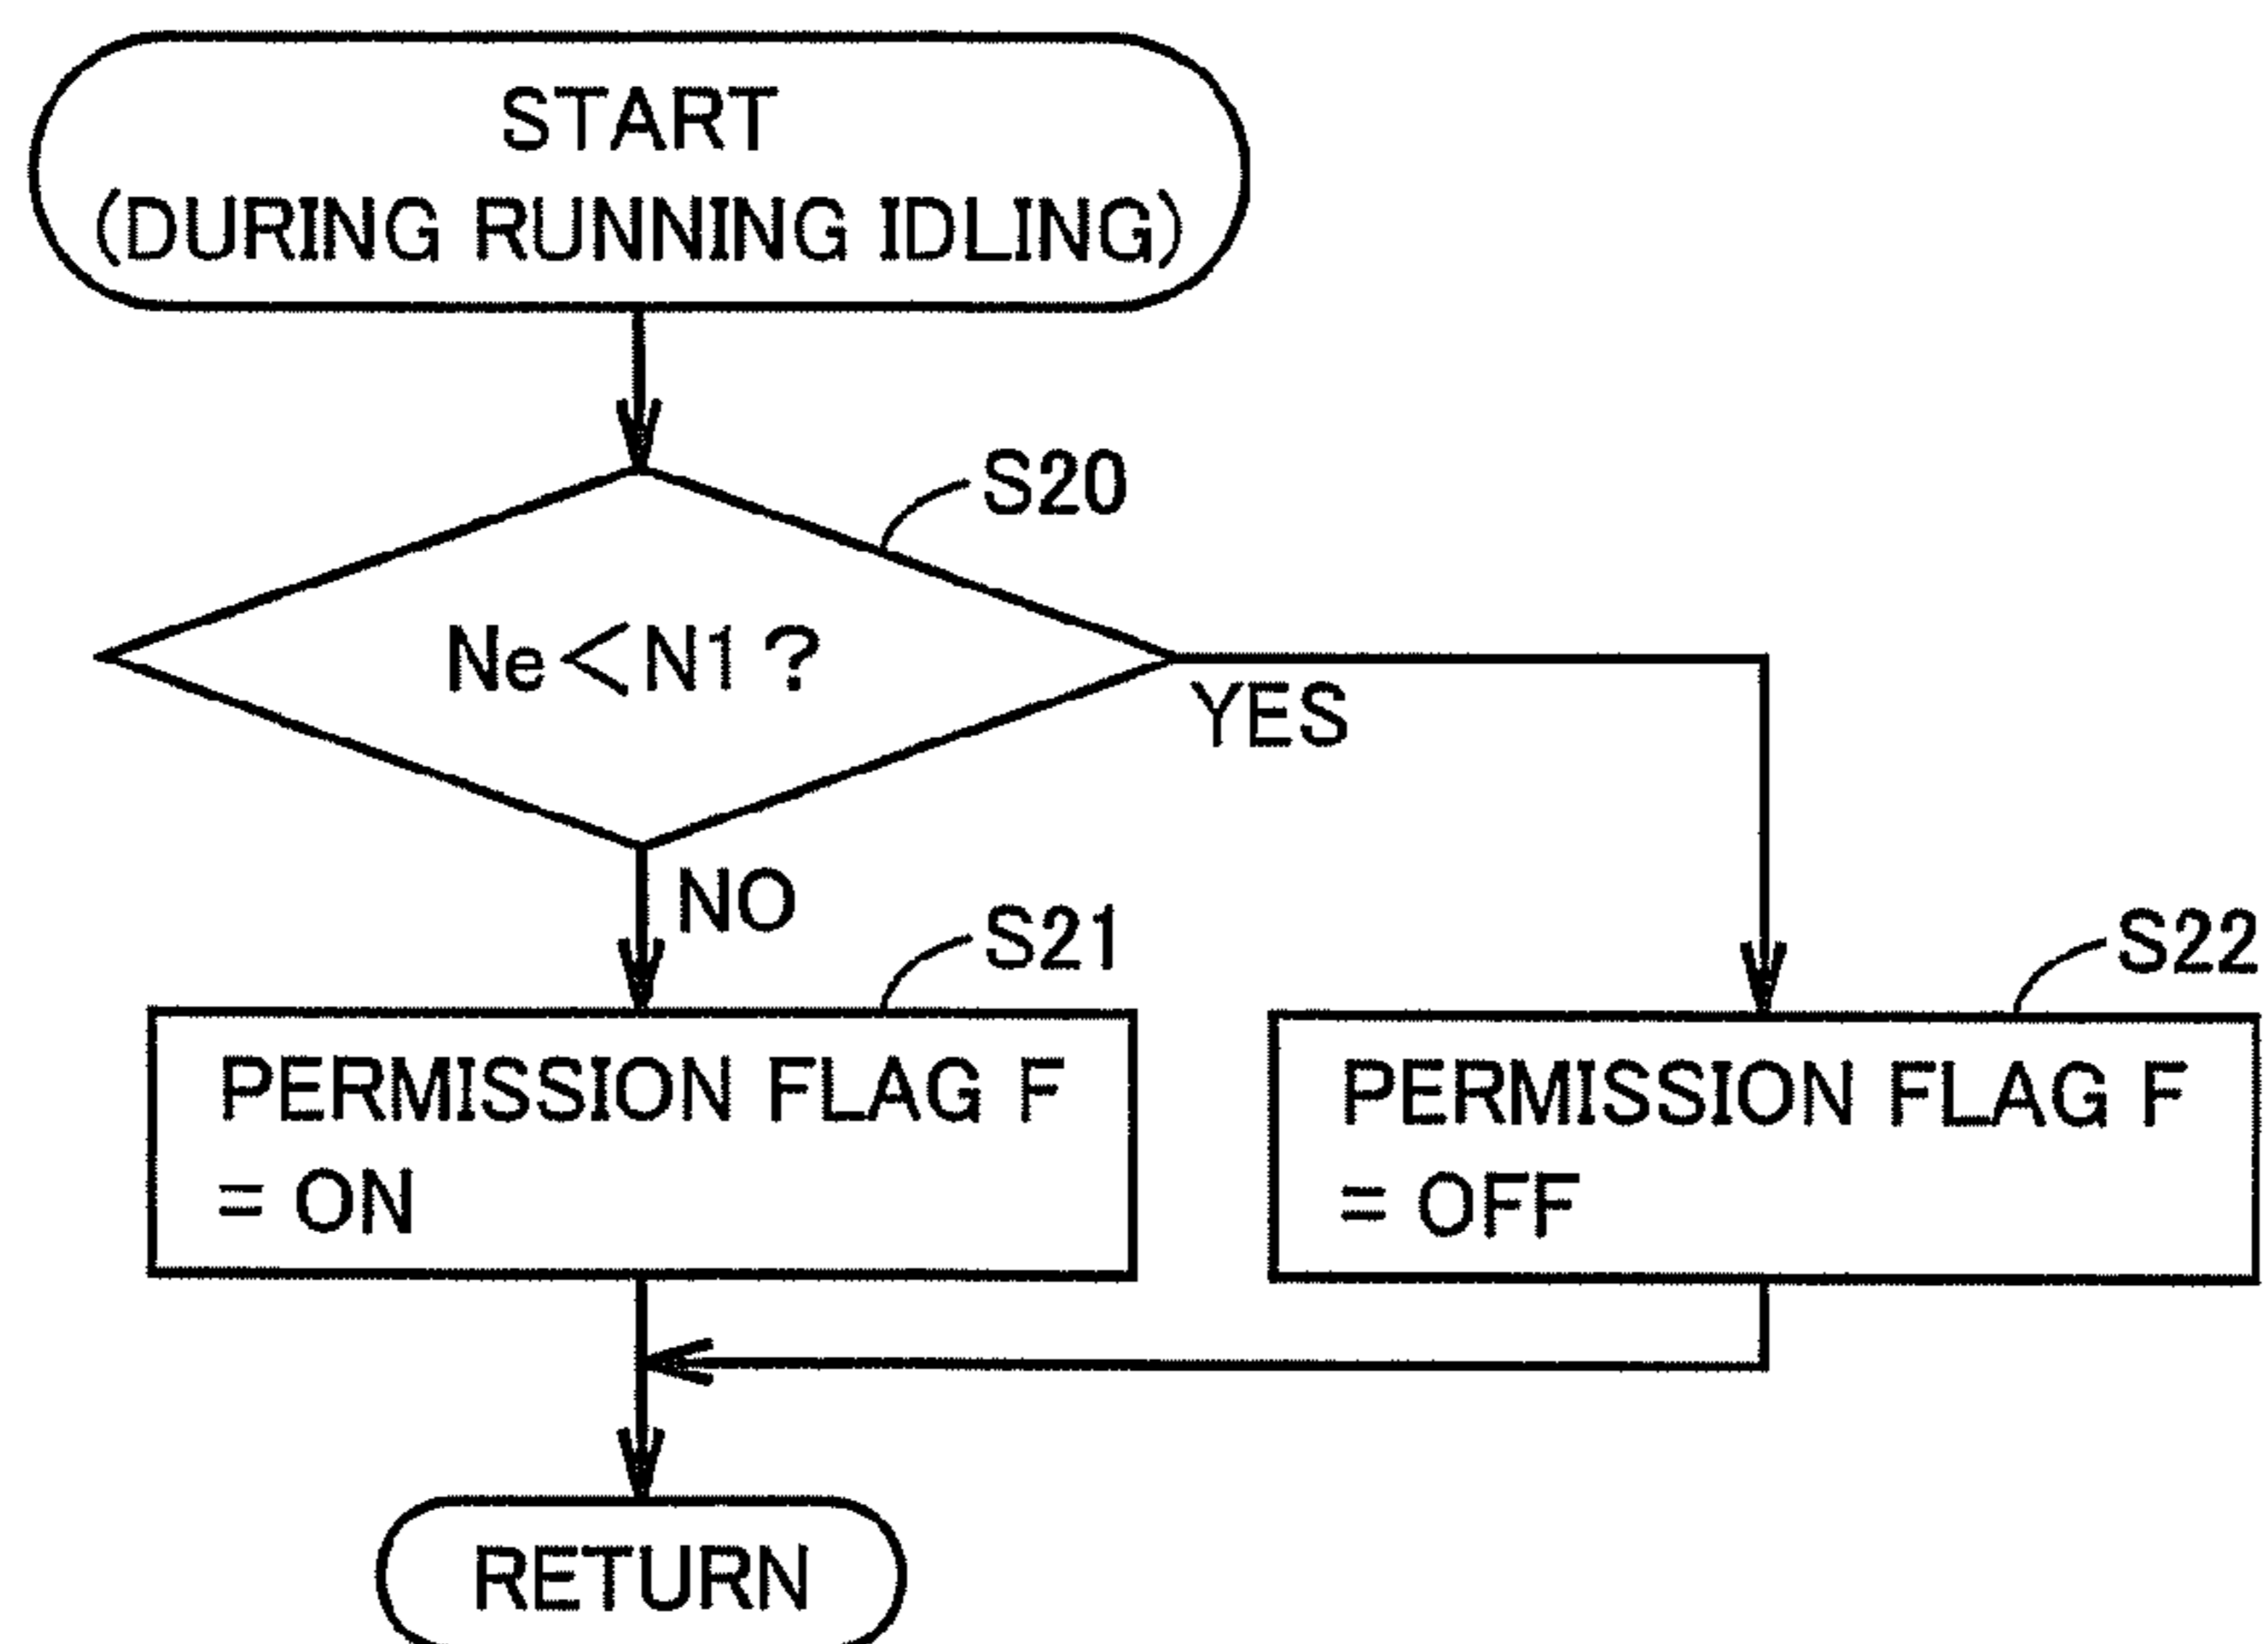 START
(DURING RUNNING IDLING)
S20
Ne<N1?
YES
NO
S21
S22
PERMISSION FLAG F
= ON
PERMISSION FLAG F
= OFF
RETURN